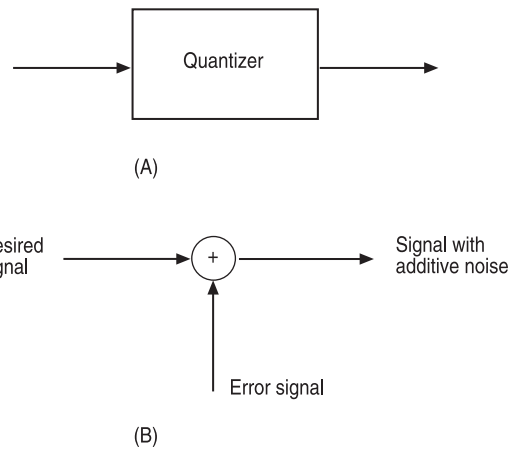 Quantizer
(A)
esired
gnal
+
Signal with
additive noise
Error signal
(B)